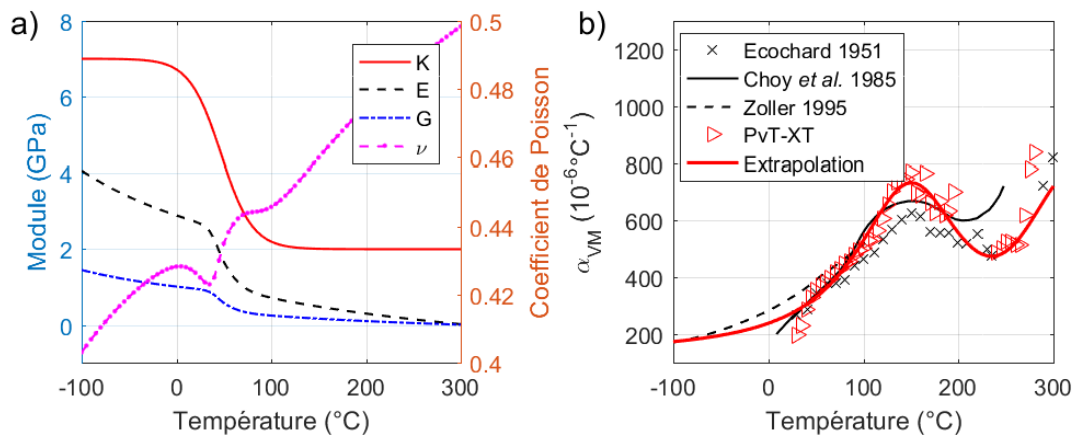 a)
8
6
4
2
0
Module (GPa)
-100
0
100
200
300
Température (°C)
0.5
0.48
0.46
0.44
0.42
0.4
Coefficient de Poisson
K
E
G
ν
b)
1200
1000
800
600
400
200
α_VM (10⁻⁶°C⁻¹)
-100
0
100
200
300
Température (°C)
Ecochard 1951
Choy et al. 1985
Zoller 1995
PvT-XT
Extrapolation